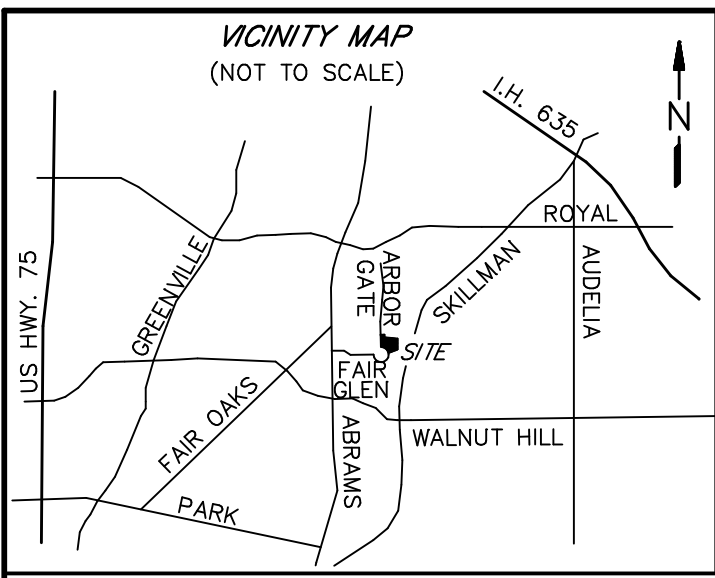 VICINITY MAP
(NOT TO SCALE)
I.H. 635
N
ROYAL
US HWY. 75
GREENVILLE
ARBOR
GATE
SKILLMAN
AUDELIA
SITE
FAIR
GLEN
FAIR OAKS
ABRAMS
WALNUT HILL
PARK